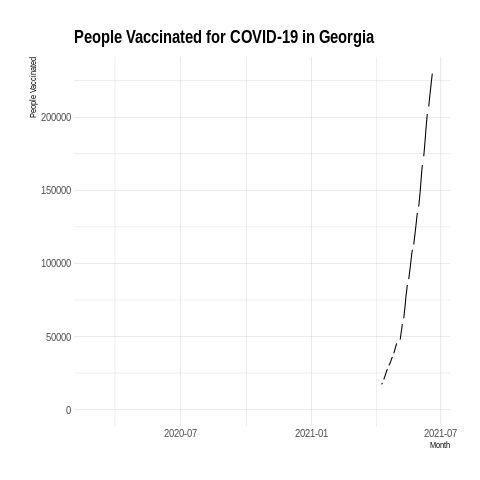 People Vaccinated for COVID-19 in Georgia
People Vaccinated
200000
150000
100000
50000
0
2020-07 2021-01 2021-07
Month